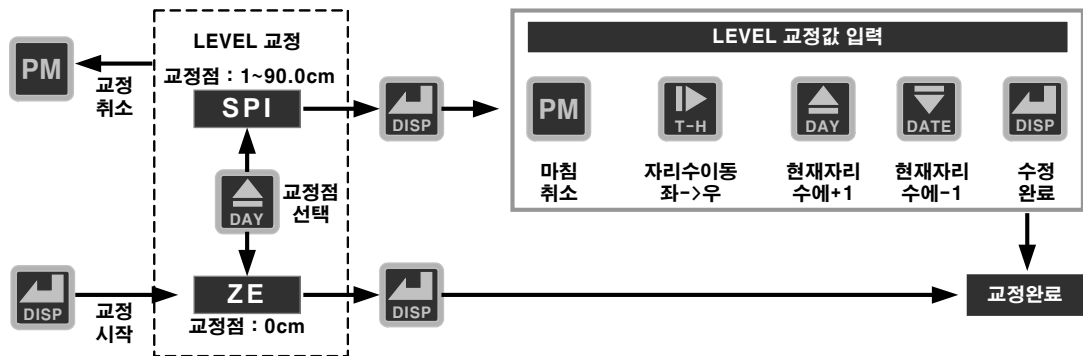 LEVEL 교정
교정점 : 1~90.0cm
SPI
PM
교정
취소
DISP
LEVEL 교정값 입력
PM
T-H
DAY
DATE
DISP
마침
취소
자리수이동
좌->우
현재자리
수에+1
현재자리
수에-1
수정
완료
DAY
교정점
선택
DISP
교정
시작
ZE
교정점 : 0cm
DISP
교정완료